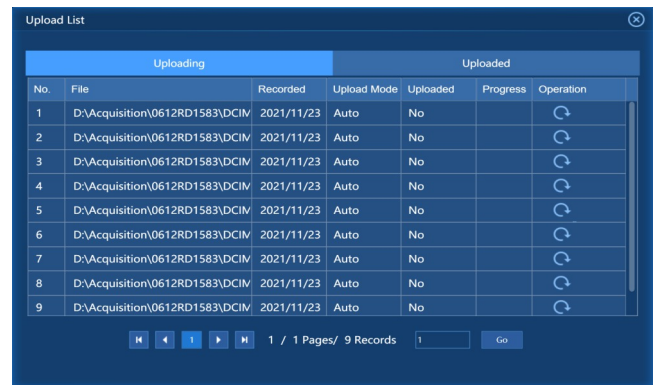 Upload List
Uploading Uploaded
No. File Recorded Upload Mode Uploaded Progress Operation
1 D:\Acquisition\0612RD1583\DCIM 2021/11/23 Auto No
2 D:\Acquisition\0612RD1583\DCIM 2021/11/23 Auto No
3 D:\Acquisition\0612RD1583\DCIM 2021/11/23 Auto No
4 D:\Acquisition\0612RD1583\DCIM 2021/11/23 Auto No
5 D:\Acquisition\0612RD1583\DCIM 2021/11/23 Auto No
6 D:\Acquisition\0612RD1583\DCIM 2021/11/23 Auto No
7 D:\Acquisition\0612RD1583\DCIM 2021/11/23 Auto No
8 D:\Acquisition\0612RD1583\DCIM 2021/11/23 Auto No
9 D:\Acquisition\0612RD1583\DCIM 2021/11/23 Auto No
1 1 / 1 Pages/ 9 Records 1 Go